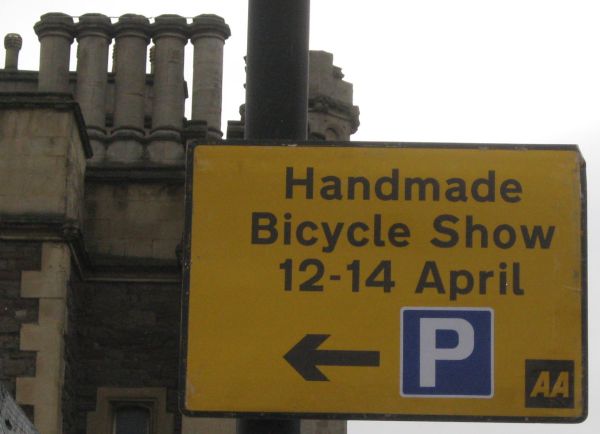 Handmade
Bicycle Show
12-14 April
P
AA